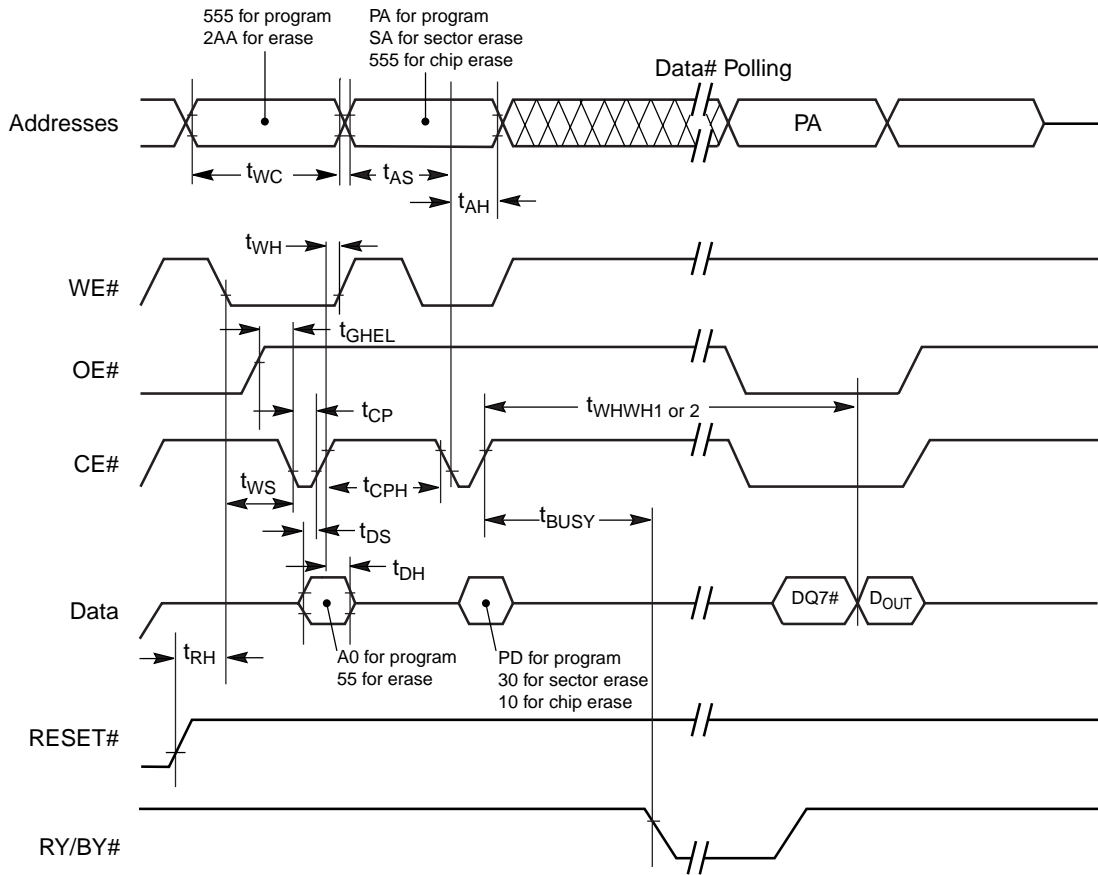 555 for program
2AA for erase
PA for program
SA for sector erase
555 for chip erase
Data# Polling
Addresses
PA
tWC
tAS
tAH
tWH
WE#
tGHEL
OE#
tCP
tWHWH1 or 2
CE#
tWS
tCPH
tBUSY
tDS
tDH
Data
DQ7#
DOUT
tRH
A0 for program
55 for erase
PD for program
30 for sector erase
10 for chip erase
RESET#
RY/BY#